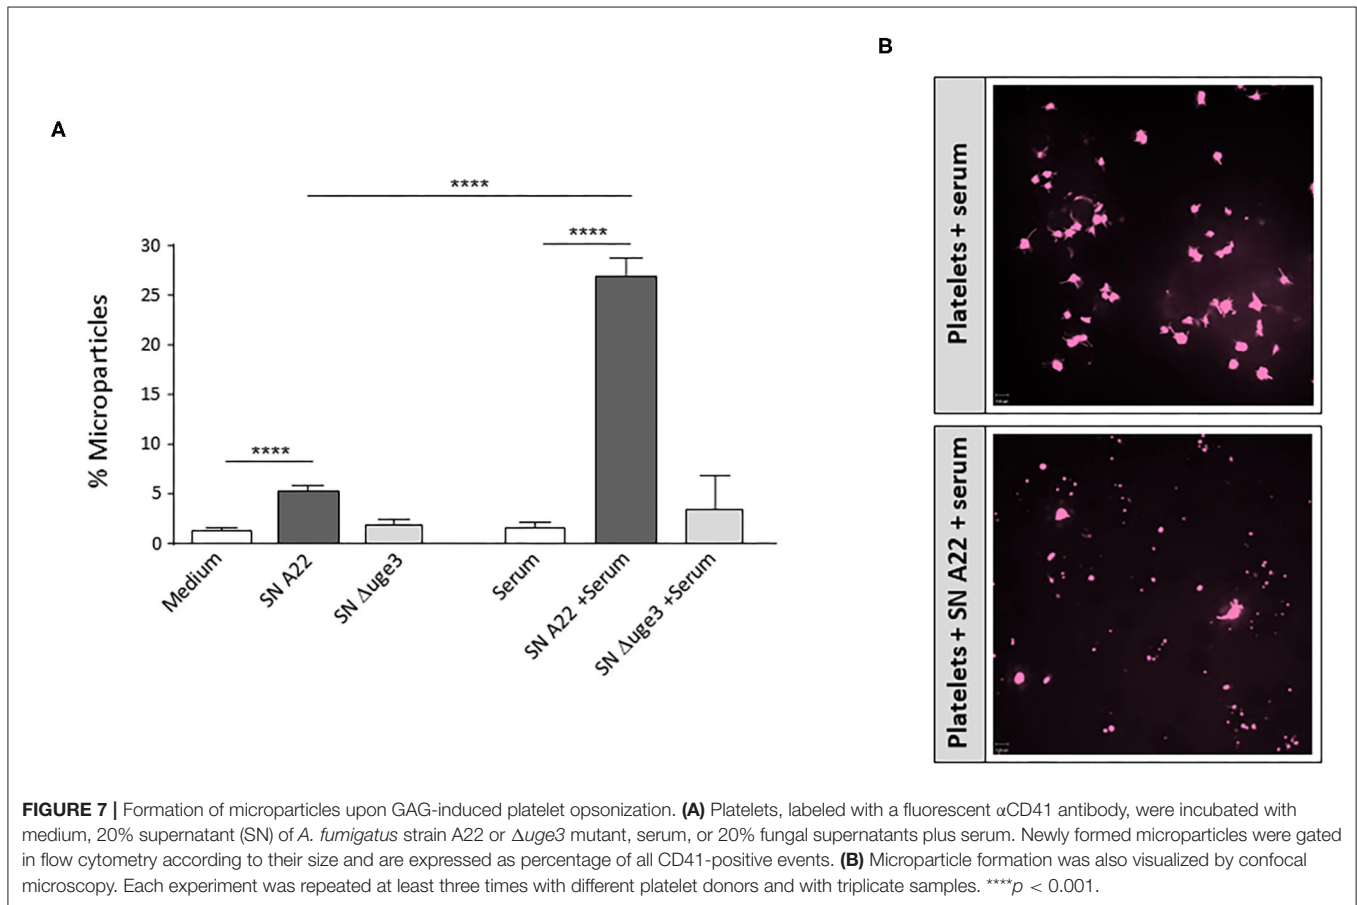 A
B
****
****
****
% Microparticles
30
25
20
15
10
5
0
Medium
SN A22
SN Δuge3
Serum
SN A22 +Serum
SN Δuge3 +Serum
Platelets + serum
Platelets + SN A22 + serum
FIGURE 7 | Formation of microparticles upon GAG-induced platelet opsonization. (A) Platelets, labeled with a fluorescent αCD41 antibody, were incubated with
medium, 20% supernatant (SN) of A. fumigatus strain A22 or Δuge3 mutant, serum, or 20% fungal supernatants plus serum. Newly formed microparticles were gated
in flow cytometry according to their size and are expressed as percentage of all CD41-positive events. (B) Microparticle formation was also visualized by confocal
microscopy. Each experiment was repeated at least three times with different platelet donors and with triplicate samples. ****p < 0.001.